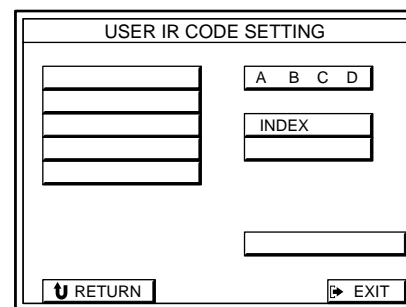 USER IR CODE SETTING
A B C D
INDEX
RETURN
EXIT